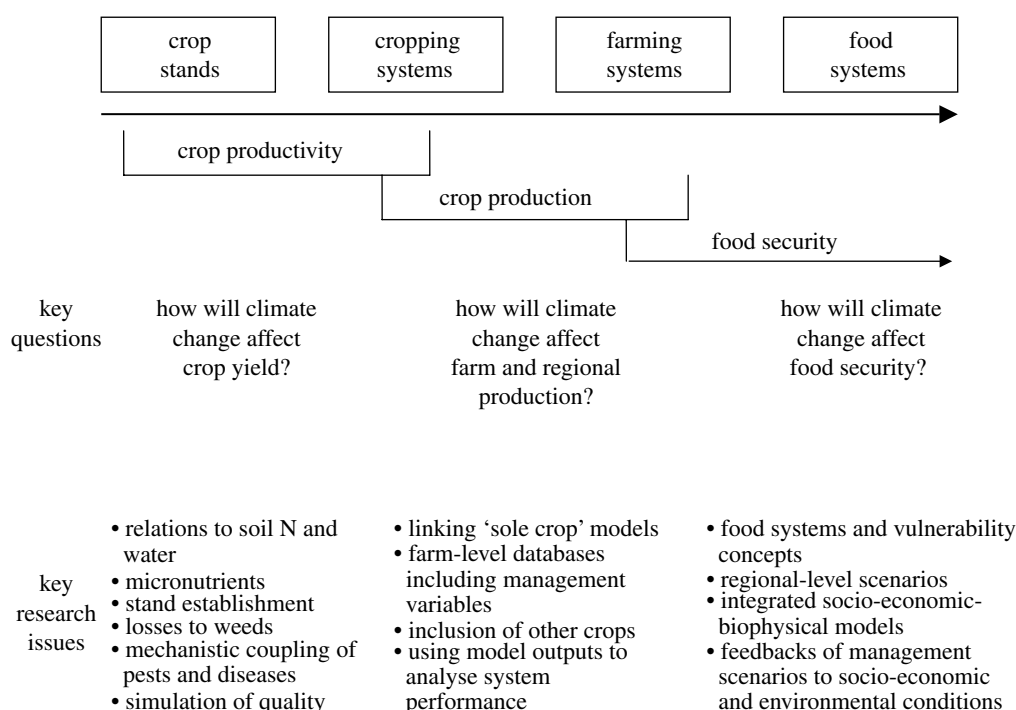 crop
stands
cropping
systems
farming
systems
food
systems
crop productivity
crop production
food security
key
questions
how will climate
change affect
crop yield?
how will climate
change affect
farm and regional
production?
how will climate
change affect
food security?
key
research
issues
• relations to soil N and
water
• micronutrients
• stand establishment
• losses to weeds
• mechanistic coupling of
pests and diseases
• simulation of quality
• linking ‘sole crop’ models
• farm-level databases
including management
variables
• inclusion of other crops
• using model outputs to
analyse system
performance
• food systems and vulnerability
concepts
• regional-level scenarios
• integrated socio-economic-
biophysical models
• feedbacks of management
scenarios to socio-economic
and environmental conditions